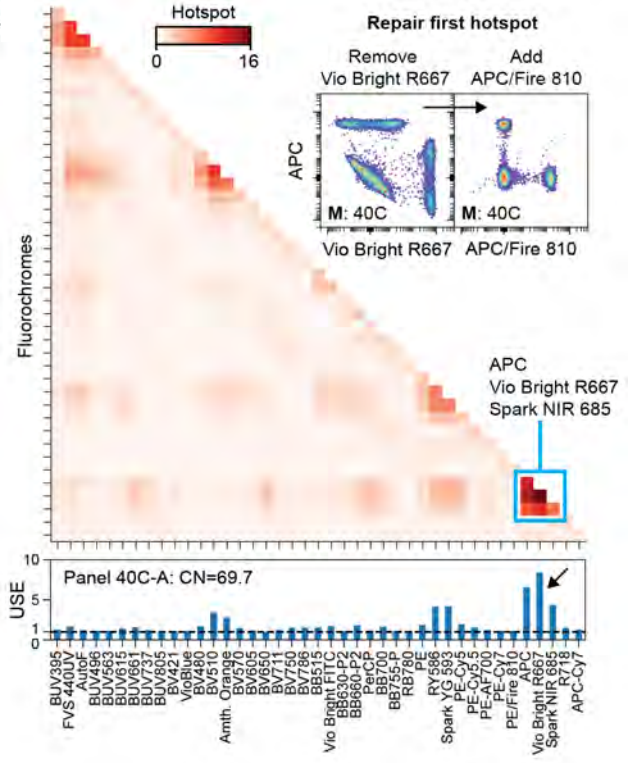 Hotspot
0
16
Repair first hotspot
Remove
Vio Bright R667
Add
APC/Fire 810
APC
M: 40C
M: 40C
Vio Bright R667
APC/Fire 810
Fluorochromes
APC
Vio Bright R667
Spark NIR 685
10
5
1
0
USE
Panel 40C-A: CN=69.7
BUV395
FVS 440UV
AutoF
BUV496
BUV563
BUV615
BUV661
BUV737
BUV805
BV421
VioBlue
BV480
BV510
Amth. Orange
BV570
BV605
BV650
BV711
BV750
BV786
BB515
Vio Bright FITC
BB630-P2
BB660-P2
PerCP
BB700
BB755-P
RB780
PE
RY586
Spark YG 593
PE-Cy5
PE-Cy5.5
PE-AF700
PE-Cy7
PE/Fire 810
APC
Vio Bright R667
Spark NIR 685
R718
APC-Cy7